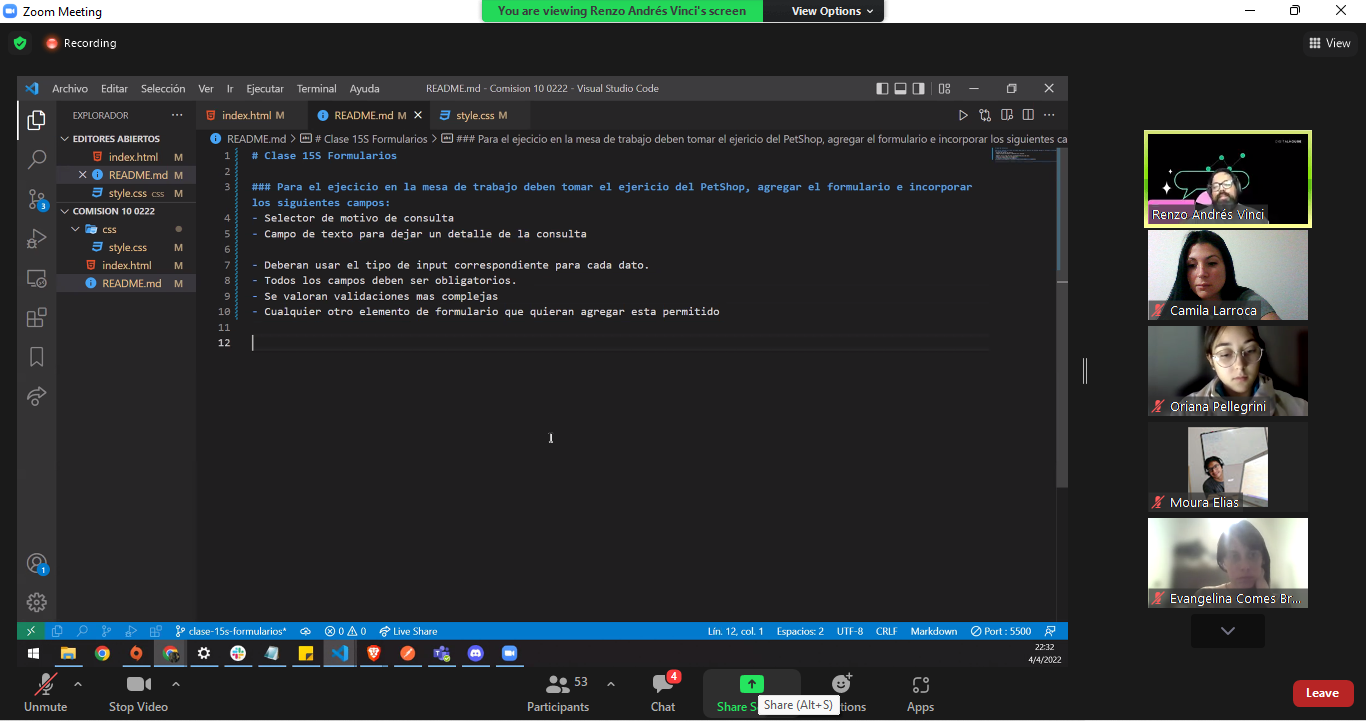 Zoom Meeting
You are viewing Renzo Andrés Vinci's screen
View Options
Recording
View
Archivo Editar Selección Ver Ir Ejecutar Terminal Ayuda
README.md - Comision 10 0222 - Visual Studio Code
EXPLORADOR
index.html M
README.md M
style.css M
EDITORES ABIERTOS
index.html M
README.md M
style.css css M
COMISION 10 0222
css
style.css M
index.html M
README.md M
README.md > # Clase 15S Formularios > ### Para el ejecicio en la mesa de trabajo deben tomar el ejericio del PetShop, agregar el formulario e incorporar los siguientes ca
1 # Clase 15S Formularios
2
3 ### Para el ejecicio en la mesa de trabajo deben tomar el ejericio del PetShop, agregar el formulario e incorporar
los siguientes campos:
4 - Selector de motivo de consulta
5 - Campo de texto para dejar un detalle de la consulta
6
7 - Deberan usar el tipo de input correspondiente para cada dato.
8 - Todos los campos deben ser obligatorios.
9 - Se valoran validaciones mas complejas
10 - Cualquier otro elemento de formulario que quieran agregar esta permitido
11
12
3
1
Renzo Andrés Vinci
Camila Larroca
Oriana Pellegrini
Moura Elias
Evangelina Comes Br...
clase-15s-formularios*
0 0
Live Share
Lín. 12, col. 1
Espacios: 2
UTF-8
CRLF
Markdown
Port : 5500
22:32
4/4/2022
Unmute
Stop Video
53
Participants
4
Chat
Share S
Share (Alt+S)
tions
Apps
Leave